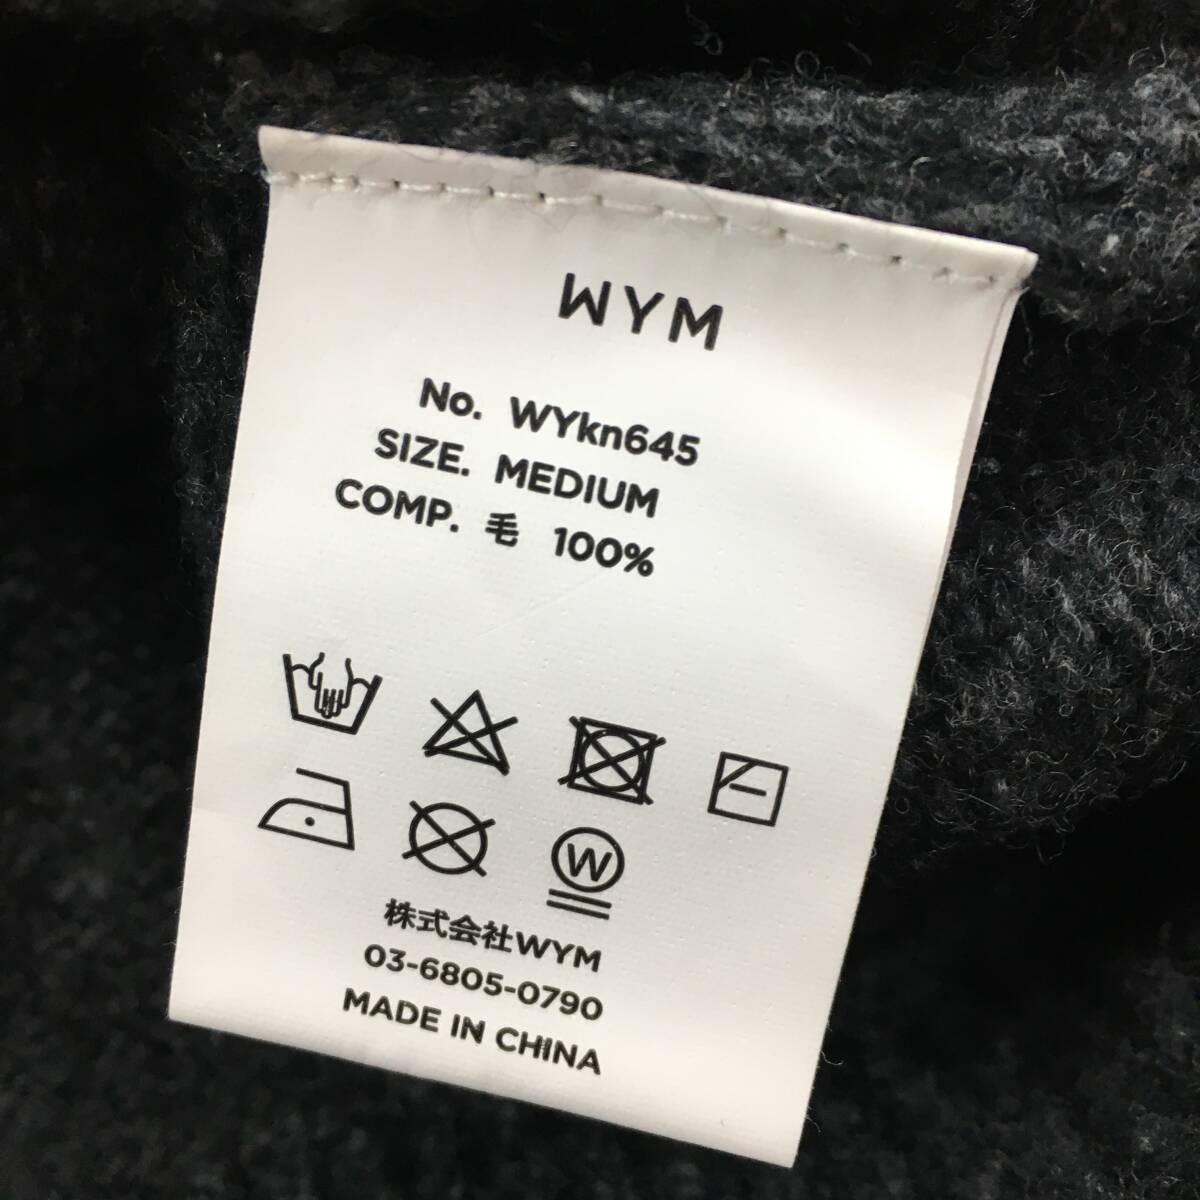 WYM
No. WYkn645
SIZE. MEDIUM
COMP. 毛 100%
W
株式会社WYM
03-6805-0790
MADE IN CHINA